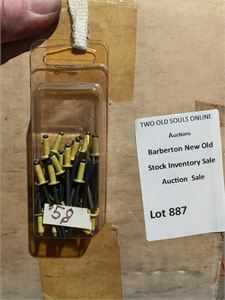 TWO OLD SOULS ONLINE
Auctions
Barberton New Old
Stock Inventory Sale
Auction Sale
Lot 887
.58